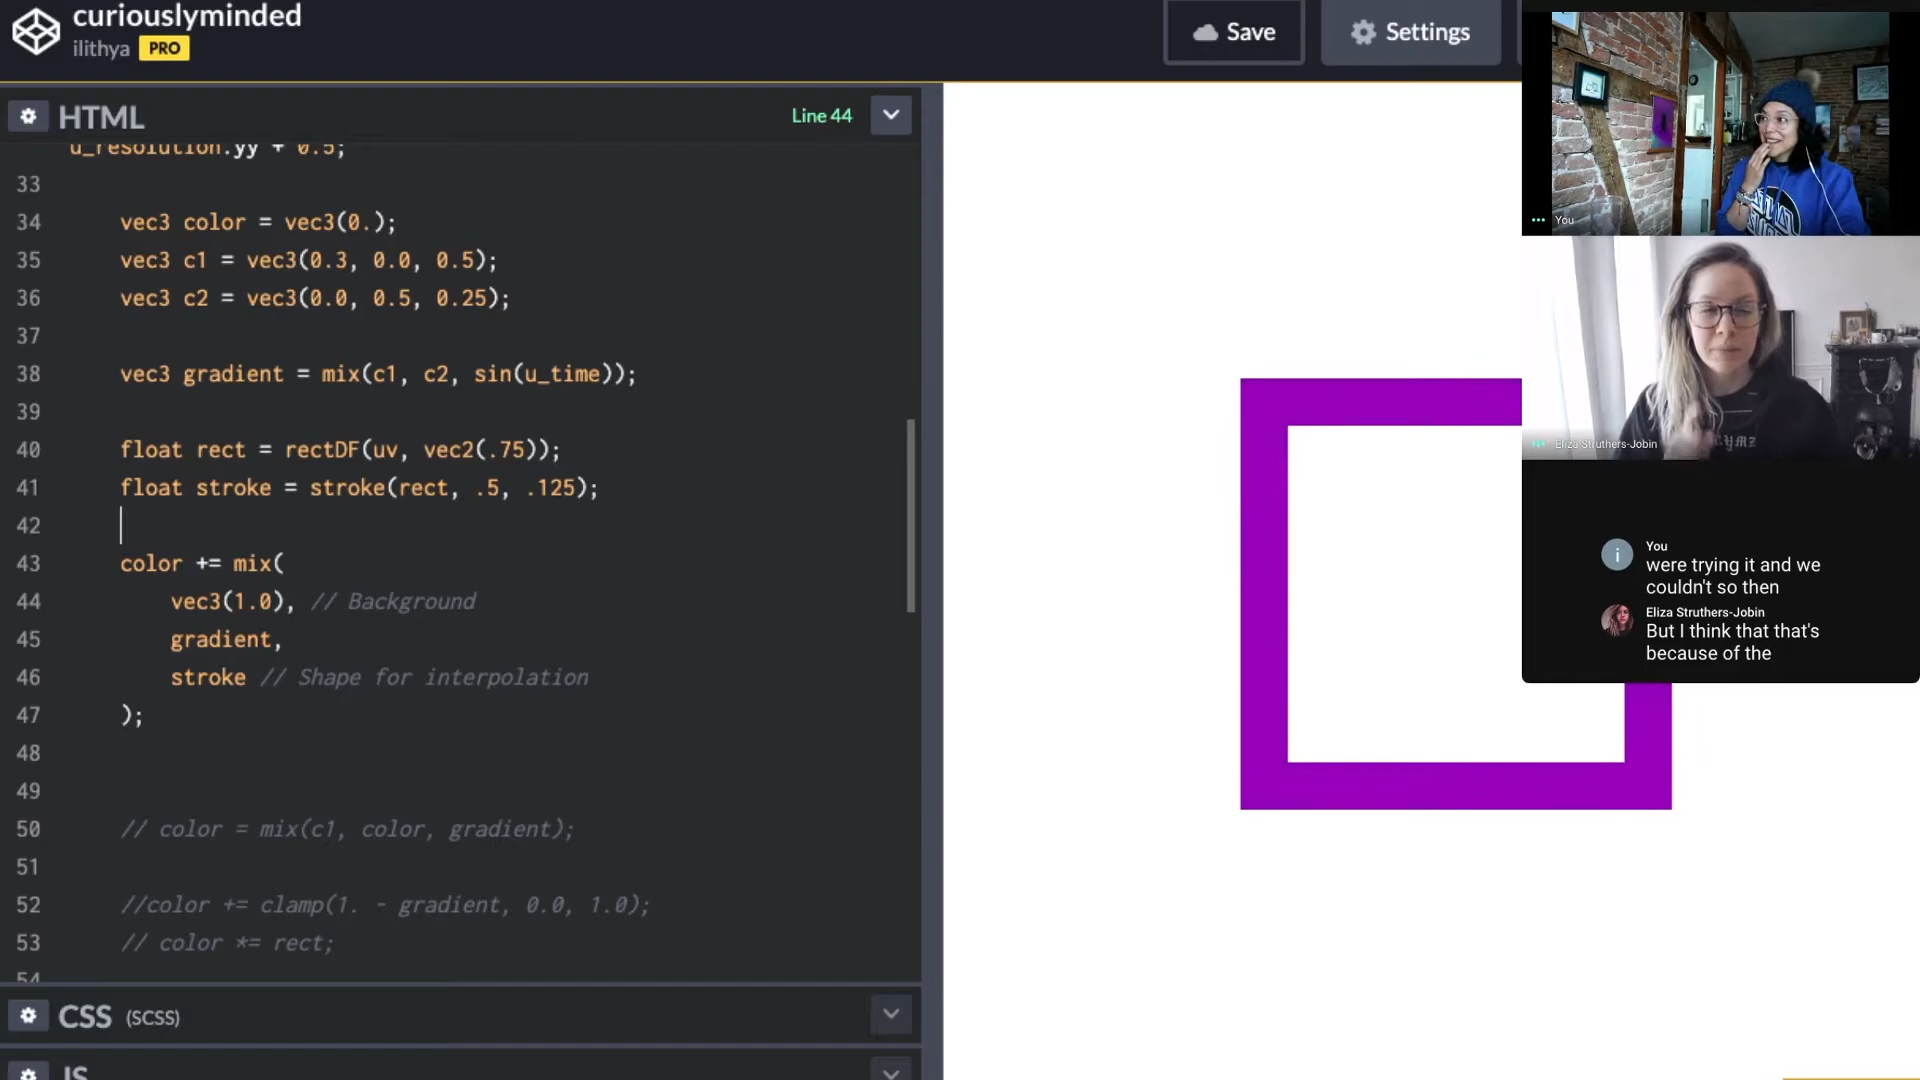 curiouslyminded
ilithya PRO
Save
Settings
HTML
Line 44
u_resolution.yy + 0.5;
33
34 vec3 color = vec3(0.);
35 vec3 c1 = vec3(0.3, 0.0, 0.5);
36 vec3 c2 = vec3(0.0, 0.5, 0.25);
37
38 vec3 gradient = mix(c1, c2, sin(u_time));
39
40 float rect = rectDF(uv, vec2(.75));
41 float stroke = stroke(rect, .5, .125);
42
43 color += mix(
44 vec3(1.0), // Background
45 gradient,
46 stroke // Shape for interpolation
47 );
48
49
50 // color = mix(c1, color, gradient);
51
52 //color += clamp(1. - gradient, 0.0, 1.0);
53 // color *= rect;
54
CSS (SCSS)
JS
You
Eliza Struthers-Jobin
i
You
were trying it and we
couldn't so then
Eliza Struthers-Jobin
But I think that that's
because of the